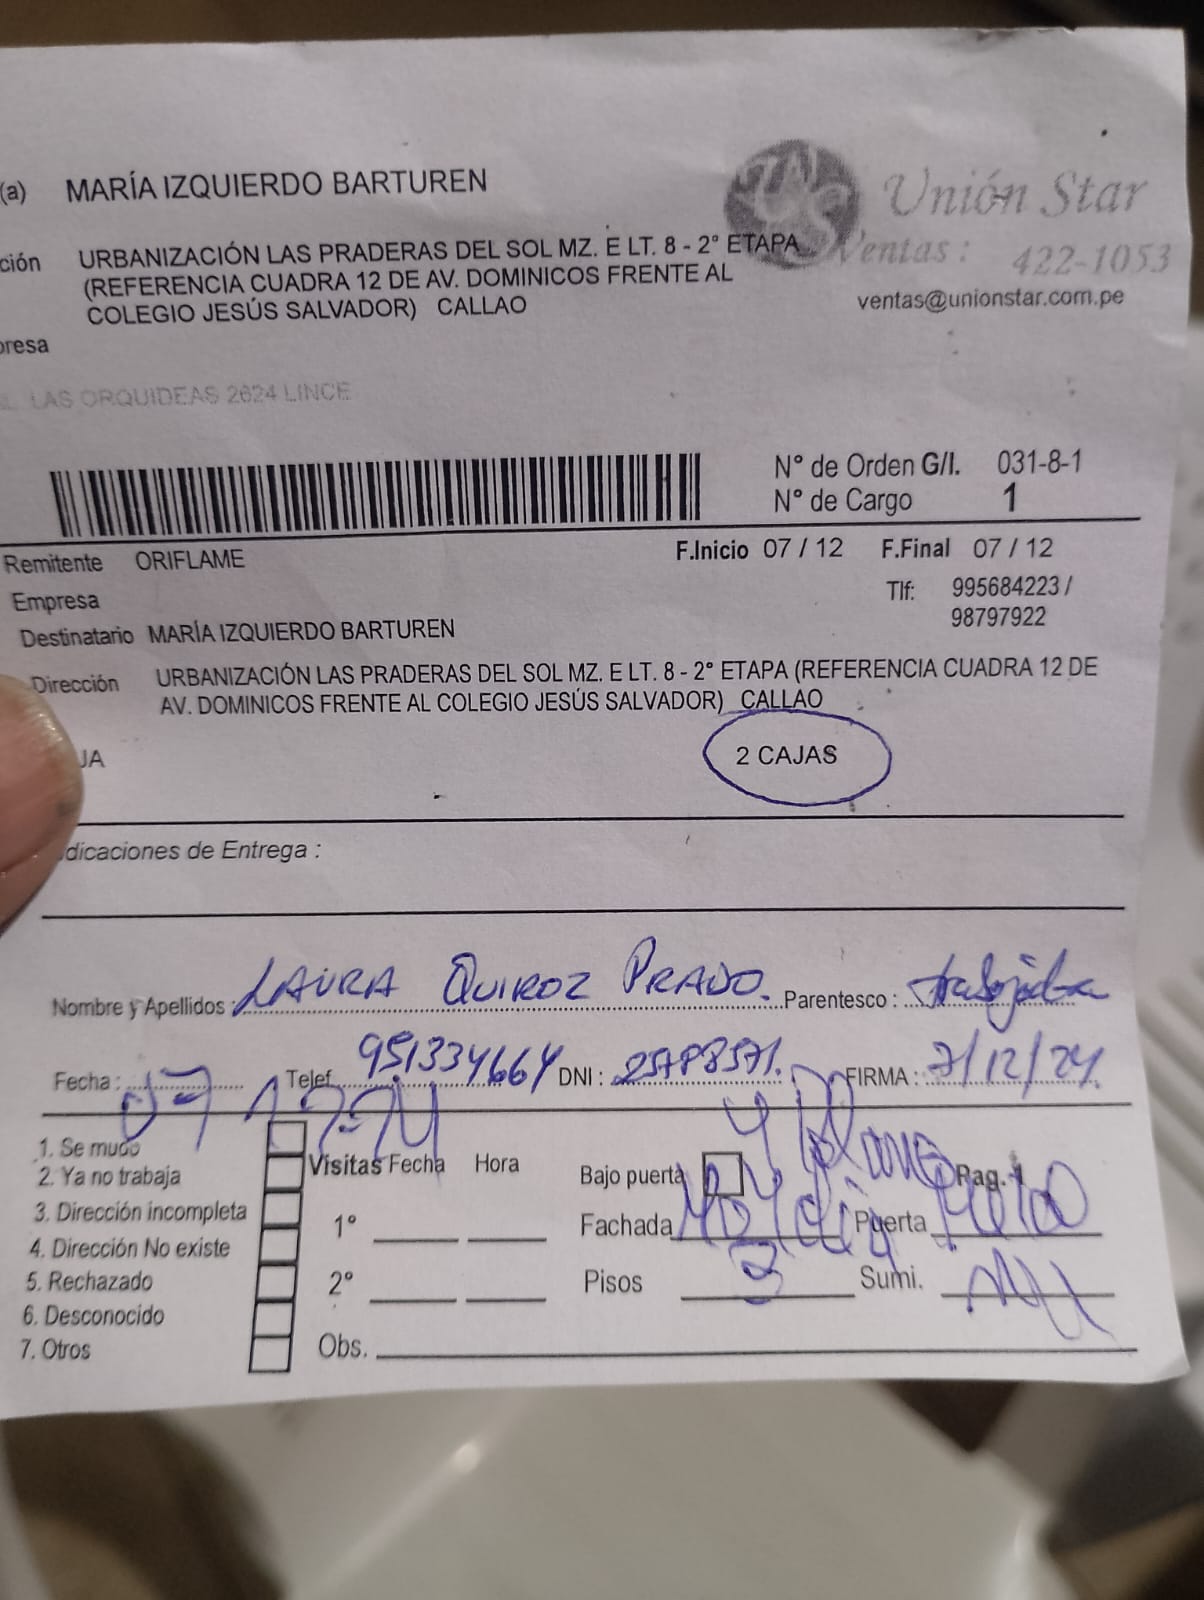 (a) MARÍA IZQUIERDO BARTUREN
Unión Star
ción URBANIZACIÓN LAS PRADERAS DEL SOL MZ. E LT. 8 - 2° ETAPA
(REFERENCIA CUADRA 12 DE AV. DOMINICOS FRENTE AL
COLEGIO JESÚS SALVADOR) CALLAO
Ventas: 422-1053
ventas@unionstar.com.pe
presa
LAS ORQUIDEAS 2624 LINCE
N° de Orden G/I. 031-8-1
N° de Cargo 1
Remitente ORIFLAME
F.Inicio 07 / 12 F.Final 07 / 12
Empresa
Tlf: 995684223 /
98797922
Destinatario MARÍA IZQUIERDO BARTUREN
Dirección URBANIZACIÓN LAS PRADERAS DEL SOL MZ. E LT. 8 - 2° ETAPA (REFERENCIA CUADRA 12 DE
AV. DOMINICOS FRENTE AL COLEGIO JESÚS SALVADOR) CALLAO
JA 2 CAJAS
dicaciones de Entrega :
Nombre y Apellidos : LAURA QUIROZ PRADO. Parentesco :
Fecha : 07 Telef. 951334664 DNI : FIRMA : 7/12/24
1. Se mudo
2. Ya no trabaja
3. Dirección incompleta
4. Dirección No existe
5. Rechazado
6. Desconocido
7. Otros
Visitas Fecha Hora
1°
2°
Obs.
Bajo puerta Pag. 1
Fachada Puerta
Pisos Sumi.